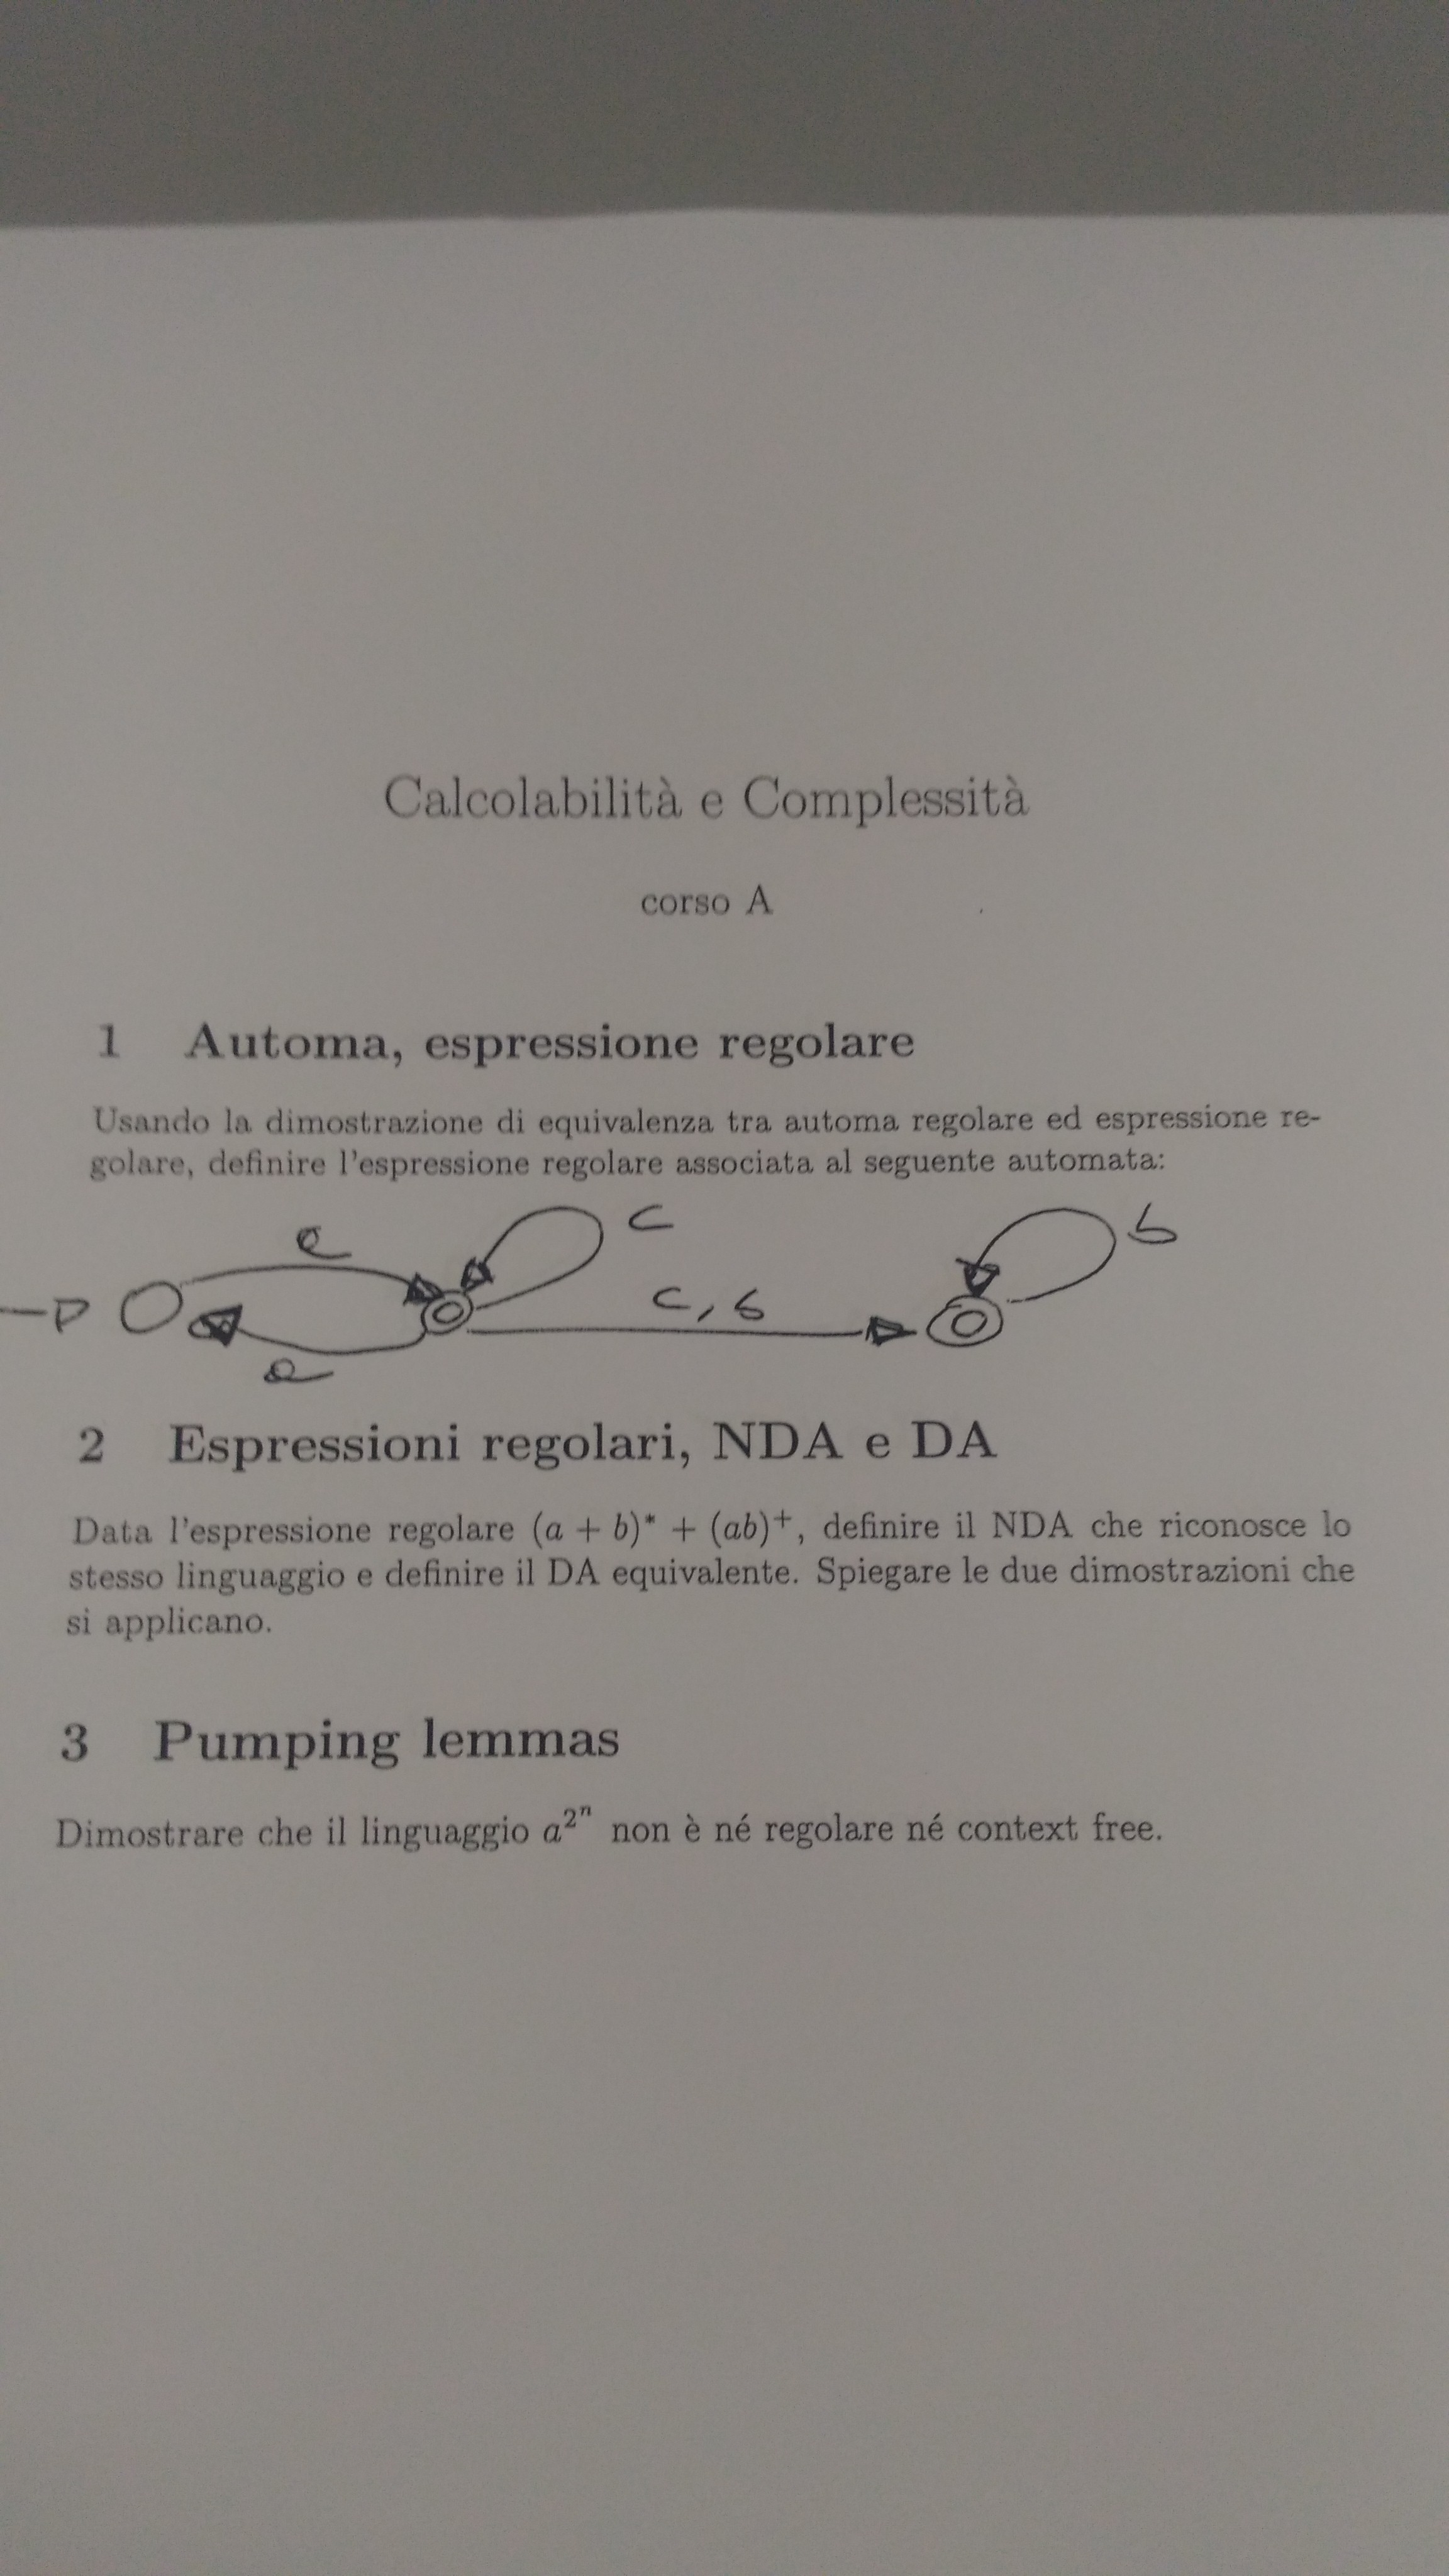 Calcolabilità e Complessità
corso A
1 Automa, espressione regolare
Usando la dimostrazione di equivalenza tra automa regolare ed espressione re-
golare, definire l'espressione regolare associata al seguente automata:
a
c
b
c, b
a
2 Espressioni regolari, NDA e DA
Data l'espressione regolare (a + b)* + (ab)⁺, definire il NDA che riconosce lo
stesso linguaggio e definire il DA equivalente. Spiegare le due dimostrazioni che
si applicano.
3 Pumping lemmas
Dimostrare che il linguaggio a^{2^n} non è né regolare né context free.